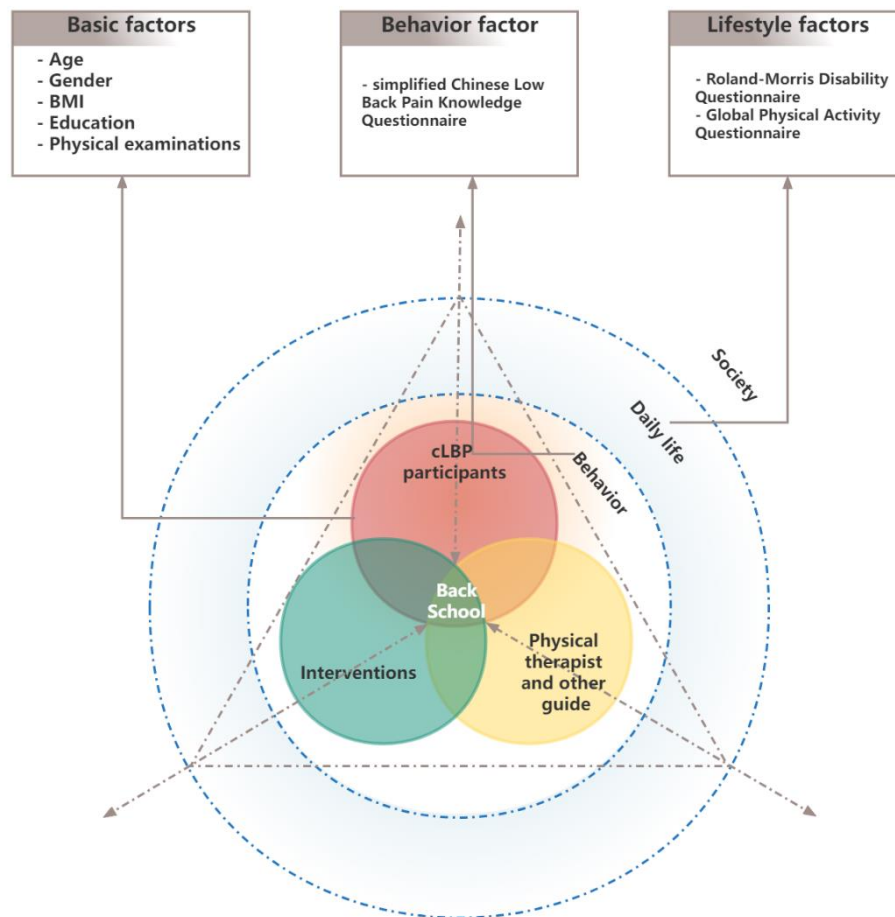 Basic factors
- Age
- Gender
- BMI
- Education
- Physical examinations
Behavior factor
- simplified Chinese Low
Back Pain Knowledge
Questionnaire
Lifestyle factors
- Roland-Morris Disability
Questionnaire
- Global Physical Activity
Questionnaire
Society
Daily life
Behavior
cLBP
participants
Back
School
Interventions
Physical
therapist
and other
guide